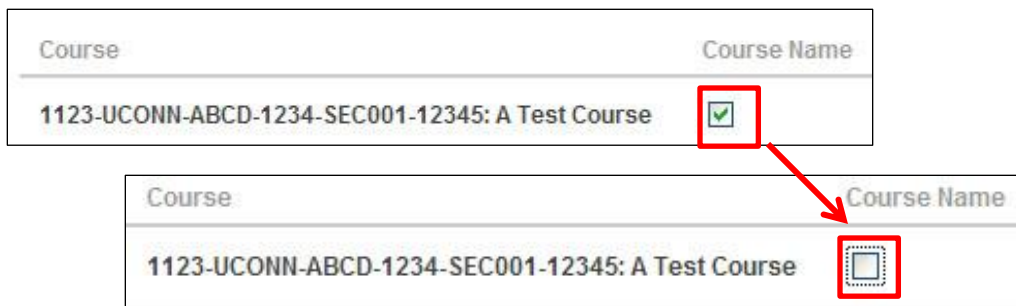 Course Course Name
1123-UCONN-ABCD-1234-SEC001-12345: A Test Course
Course Course Name
1123-UCONN-ABCD-1234-SEC001-12345: A Test Course